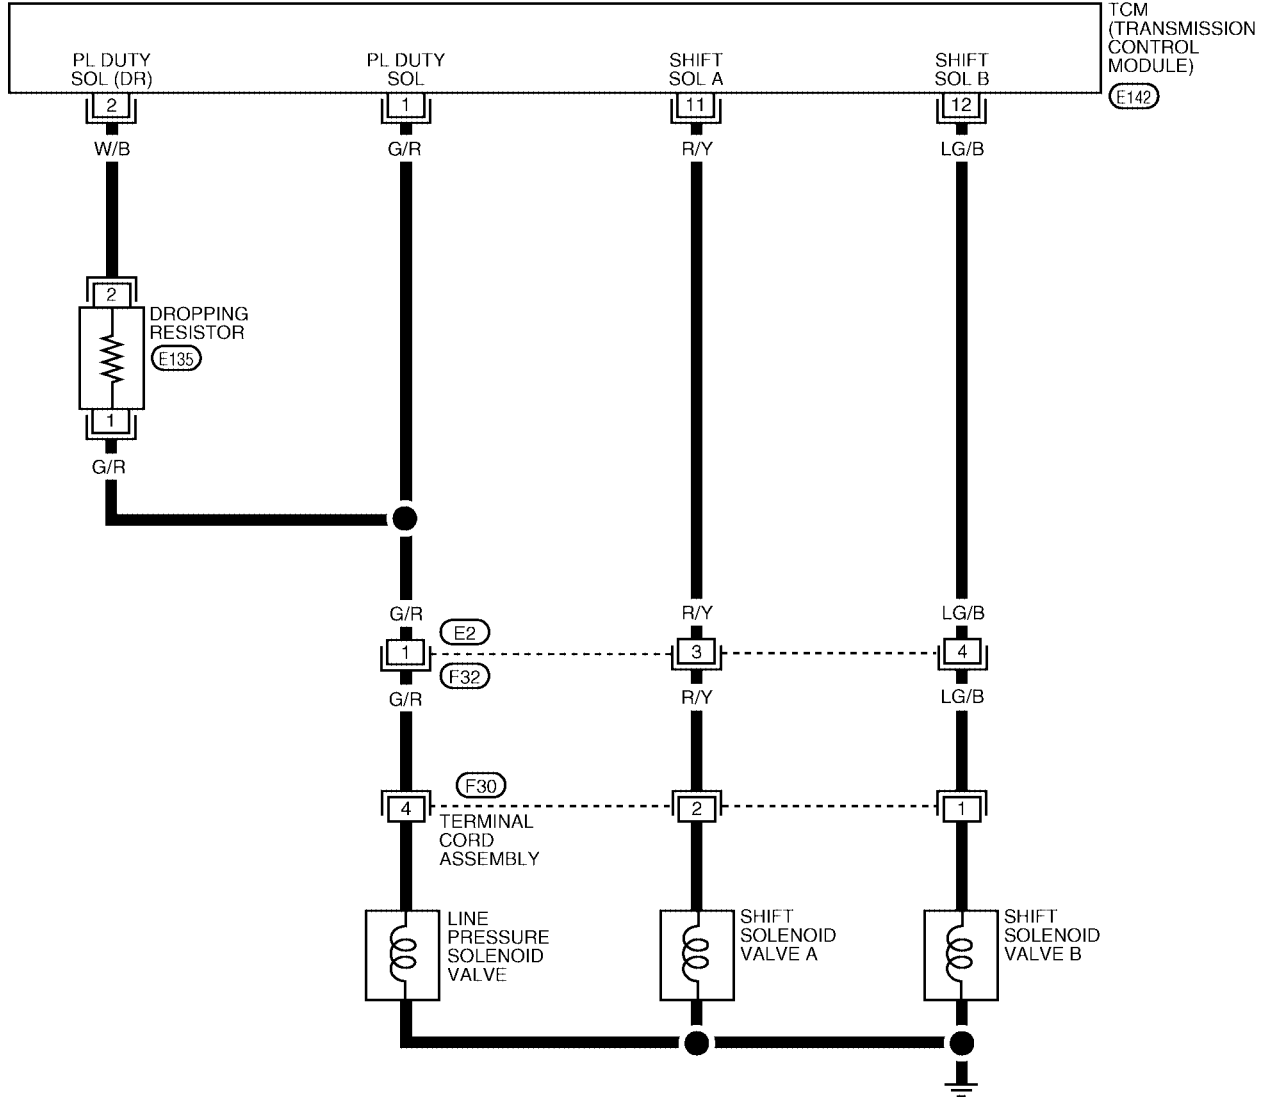 TCM
(TRANSMISSION
CONTROL
MODULE)
E142
PL DUTY
SOL (DR)
PL DUTY
SOL
SHIFT
SOL A
SHIFT
SOL B
2
1
11
12
W/B
G/R
R/Y
LG/B
2
DROPPING
RESISTOR
E135
1
G/R
G/R
R/Y
LG/B
E2
1
3
4
F32
G/R
R/Y
LG/B
F30
4
2
1
TERMINAL
CORD
ASSEMBLY
LINE
PRESSURE
SOLENOID
VALVE
SHIFT
SOLENOID
VALVE A
SHIFT
SOLENOID
VALVE B